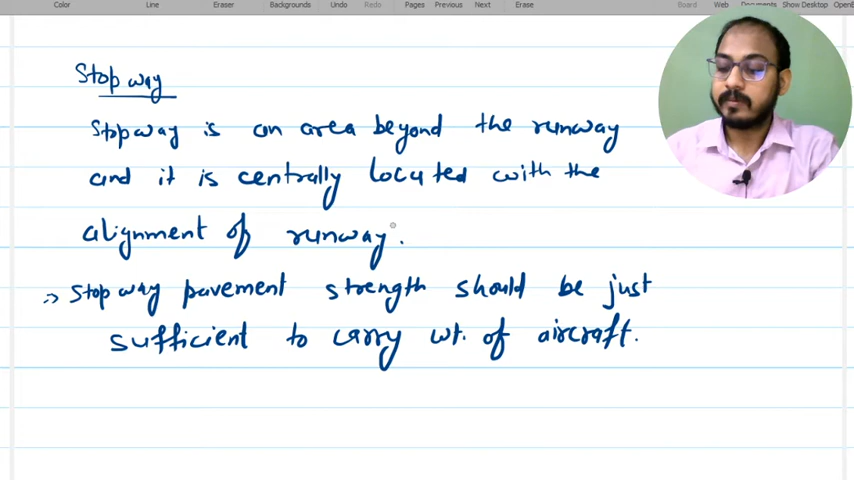 Color Line Eraser Backgrounds Undo Redo Pages Previous Next Erase Board Web Documents Show Desktop
Stopway
Stopway is an area beyond the runway
and it is centrally located with the
alignment of runway.
=> Stopway pavement strength should be just
sufficient to carry wt. of aircraft.